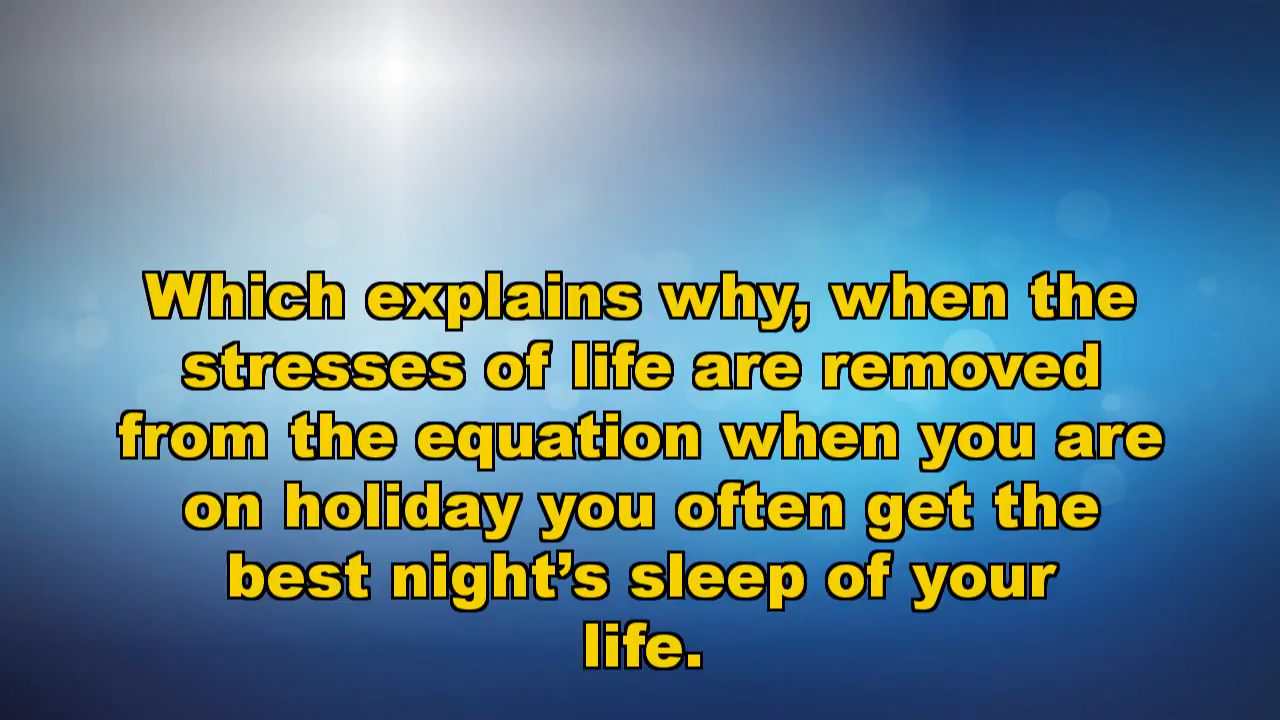 Which explains why, when the
stresses of life are removed
from the equation when you are
on holiday you often get the
best night’s sleep of your
life.